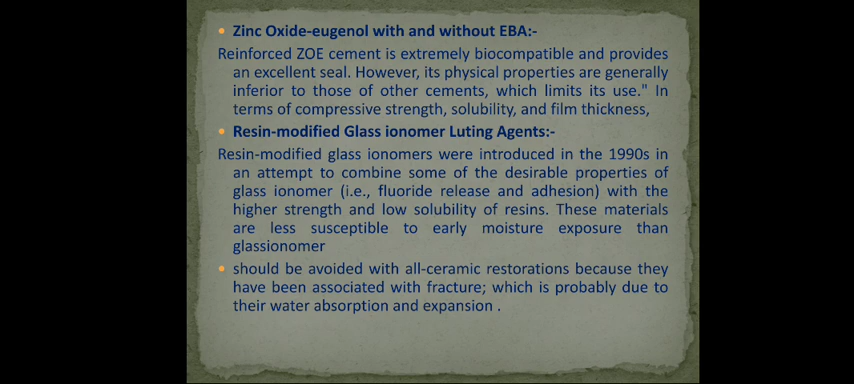 • Zinc Oxide-eugenol with and without EBA:-
Reinforced ZOE cement is extremely biocompatible and provides
an excellent seal. However, its physical properties are generally
inferior to those of other cements, which limits its use." In
terms of compressive strength, solubility, and film thickness,
• Resin-modified Glass ionomer Luting Agents:-
Resin-modified glass ionomers were introduced in the 1990s in
an attempt to combine some of the desirable properties of
glass ionomer (i.e., fluoride release and adhesion) with the
higher strength and low solubility of resins. These materials
are less susceptible to early moisture exposure than
glassionomer
• should be avoided with all-ceramic restorations because they
have been associated with fracture; which is probably due to
their water absorption and expansion .